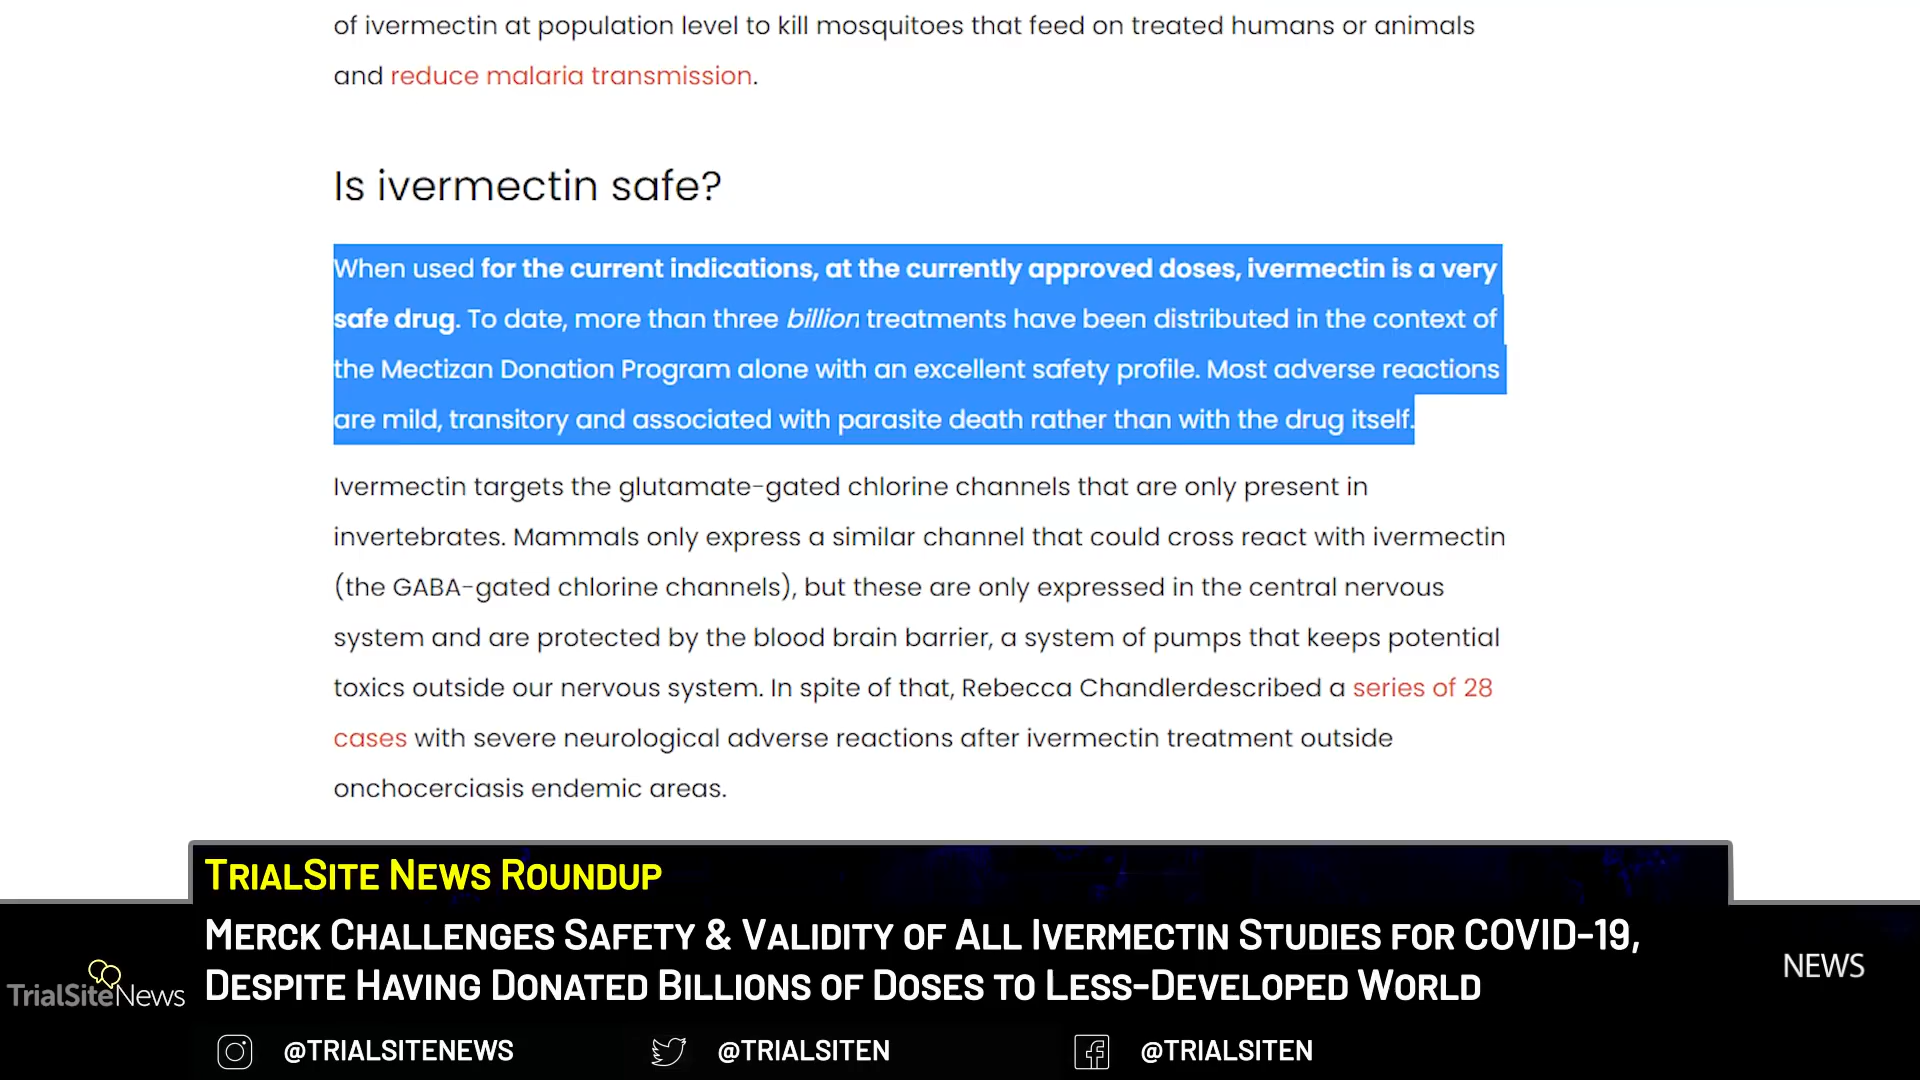 of ivermectin at population level to kill mosquitoes that feed on treated humans or animals
and reduce malaria transmission.
Is ivermectin safe?
When used for the current indications, at the currently approved doses, ivermectin is a very
safe drug. To date, more than three billion treatments have been distributed in the context of
the Mectizan Donation Program alone with an excellent safety profile. Most adverse reactions
are mild, transitory and associated with parasite death rather than with the drug itself.
Ivermectin targets the glutamate-gated chlorine channels that are only present in
invertebrates. Mammals only express a similar channel that could cross react with ivermectin
(the GABA-gated chlorine channels), but these are only expressed in the central nervous
system and are protected by the blood brain barrier, a system of pumps that keeps potential
toxics outside our nervous system. In spite of that, Rebecca Chandlerdescribed a series of 28
cases with severe neurological adverse reactions after ivermectin treatment outside
onchocerciasis endemic areas.
TrialSite News Roundup
Merck Challenges Safety & Validity of All Ivermectin Studies for COVID-19,
Despite Having Donated Billions of Doses to Less-Developed World
TrialSiteNews
NEWS
@TRIALSITENEWS
@TRIALSITEN
@TRIALSITEN